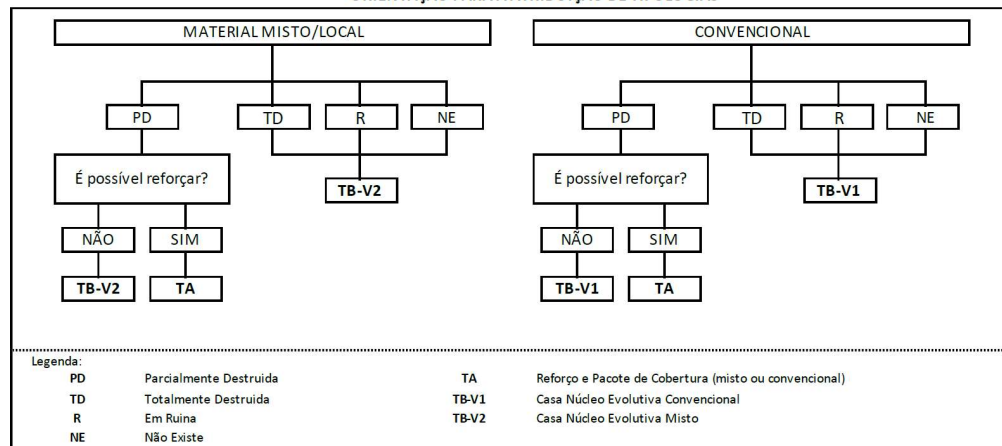 MATERIAL MISTO/LOCAL
CONVENCIONAL
PD
TD
R
NE
PD
TD
R
NE
É possível reforçar?
TB-V2
É possível reforçar?
TB-V1
NÃO
SIM
NÃO
SIM
TB-V2
TA
TB-V1
TA
Legenda:
PD Parcialmente Destruida
TA Reforço e Pacote de Cobertura (misto ou convencional)
TD Totalmente Destruida
TB-V1 Casa Núcleo Evolutiva Convencional
R Em Ruina
TB-V2 Casa Núcleo Evolutiva Misto
NE Não Existe